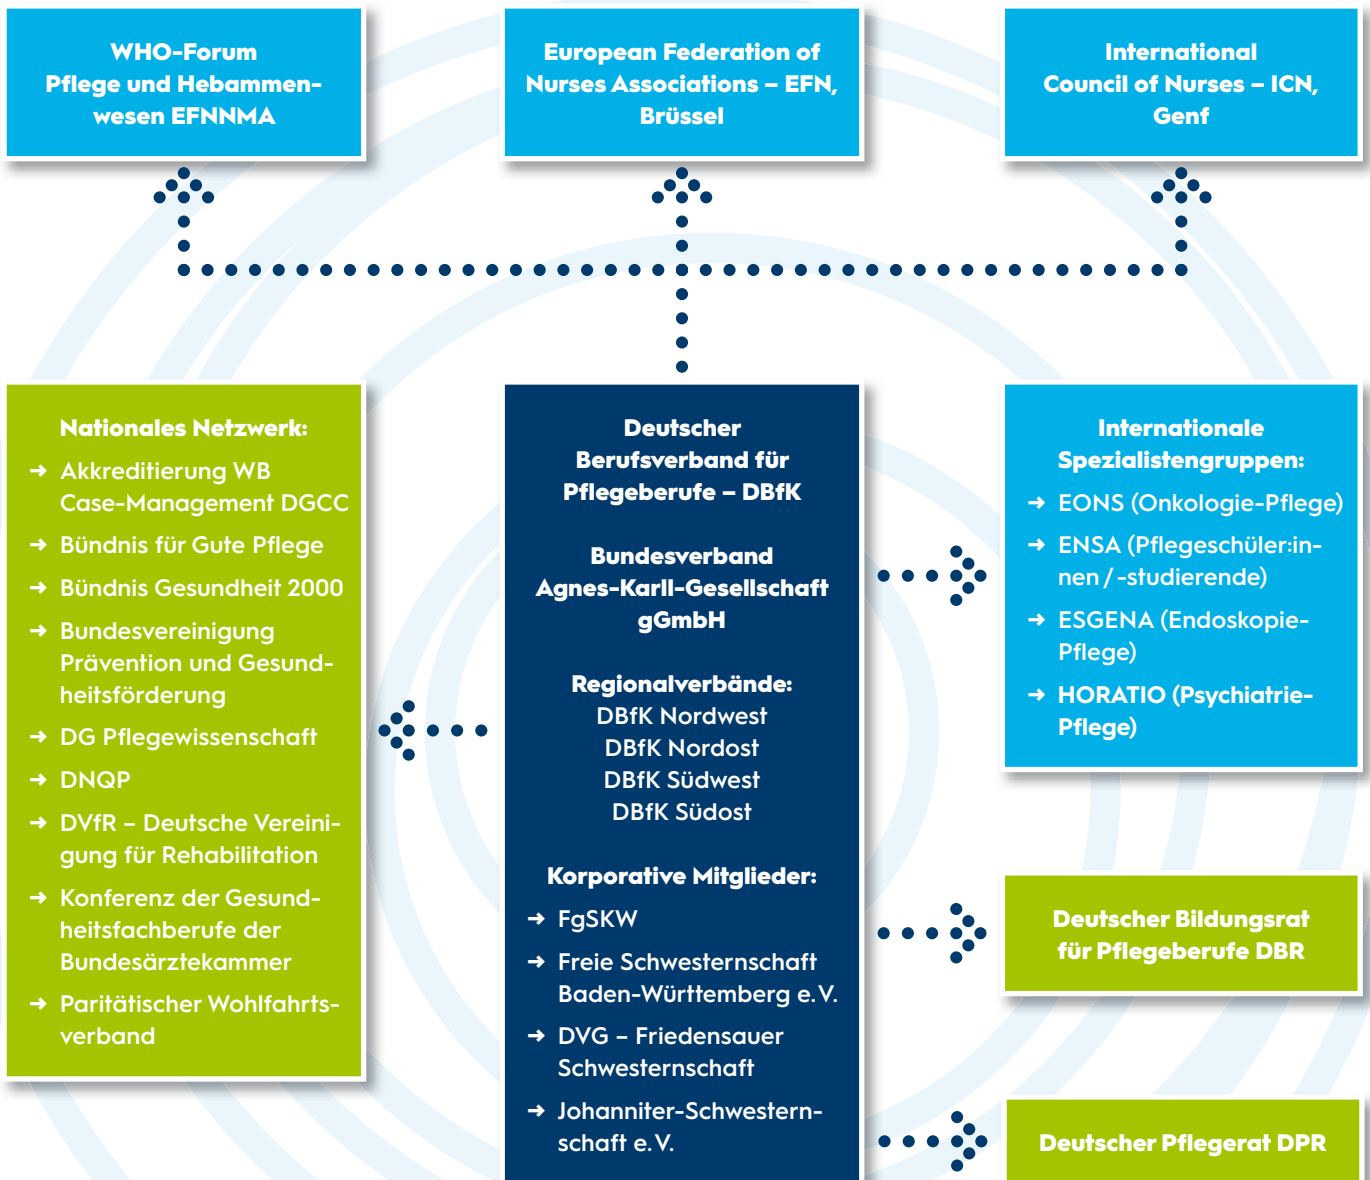 WHO-Forum
Pflege und Hebammen-
wesen EFNNMA
European Federation of
Nurses Associations – EFN,
Brüssel
International
Council of Nurses – ICN,
Genf
Nationales Netzwerk:
➔ Akkreditierung WB
Case-Management DGCC
➔ Bündnis für Gute Pflege
➔ Bündnis Gesundheit 2000
➔ Bundesvereinigung
Prävention und Gesund-
heitsförderung
➔ DG Pflegewissenschaft
➔ DNQP
➔ DVfR – Deutsche Vereini-
gung für Rehabilitation
➔ Konferenz der Gesund-
heitsfachberufe der
Bundesärztekammer
➔ Paritätischer Wohlfahrts-
verband
Deutscher
Berufsverband für
Pflegeberufe – DBfK
Bundesverband
Agnes-Karll-Gesellschaft
gGmbH
Regionalverbände:
DBfK Nordwest
DBfK Nordost
DBfK Südwest
DBfK Südost
Korporative Mitglieder:
➔ FgSKW
➔ Freie Schwesternschaft
Baden-Württemberg e.V.
➔ DVG – Friedensauer
Schwesternschaft
➔ Johanniter-Schwestern-
schaft e.V.
Internationale
Spezialistengruppen:
➔ EONS (Onkologie-Pflege)
➔ ENSA (Pflegeschüler:in-
nen / -studierende)
➔ ESGENA (Endoskopie-
Pflege)
➔ HORATIO (Psychiatrie-
Pflege)
Deutscher Bildungsrat
für Pflegeberufe DBR
Deutscher Pflegerat DPR